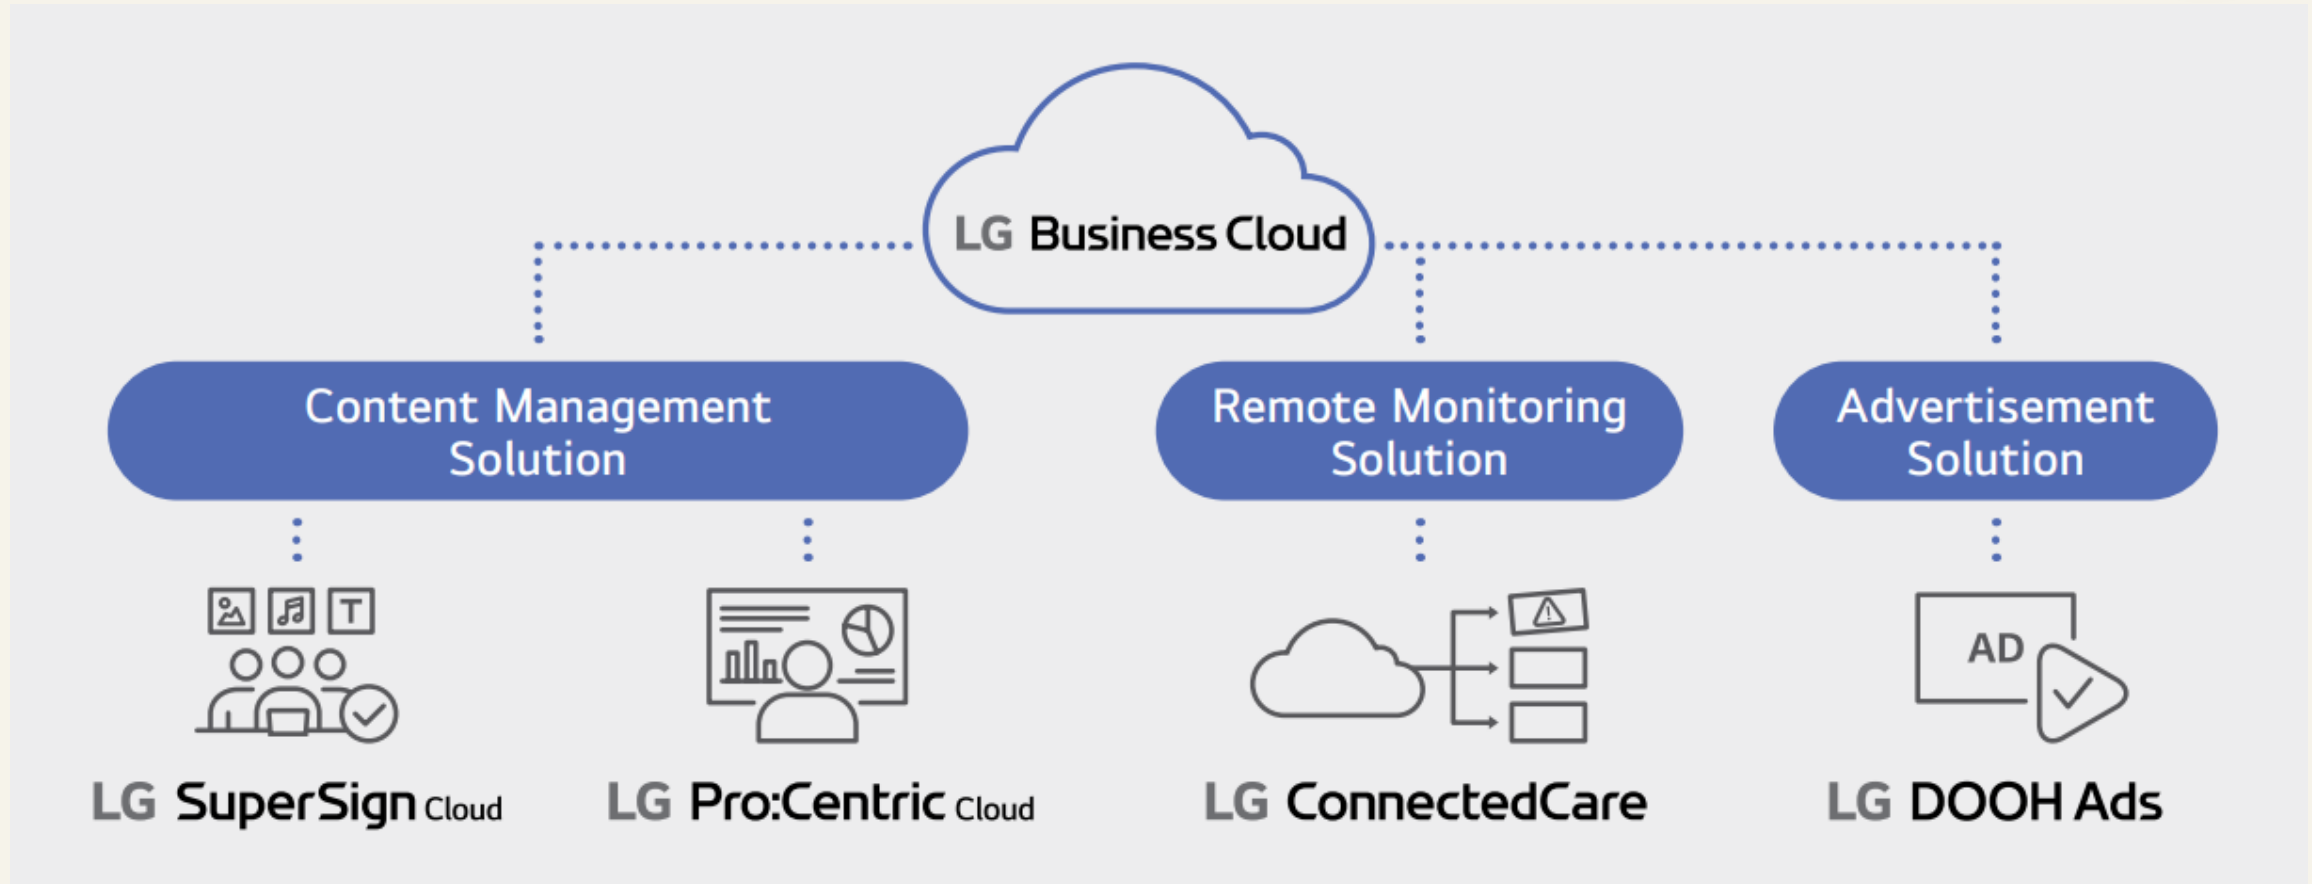 LG Business Cloud
Content Management
Solution
Remote Monitoring
Solution
Advertisement
Solution
T
AD
LG SuperSign Cloud
LG Pro:Centric Cloud
LG ConnectedCare
LG DOOH Ads